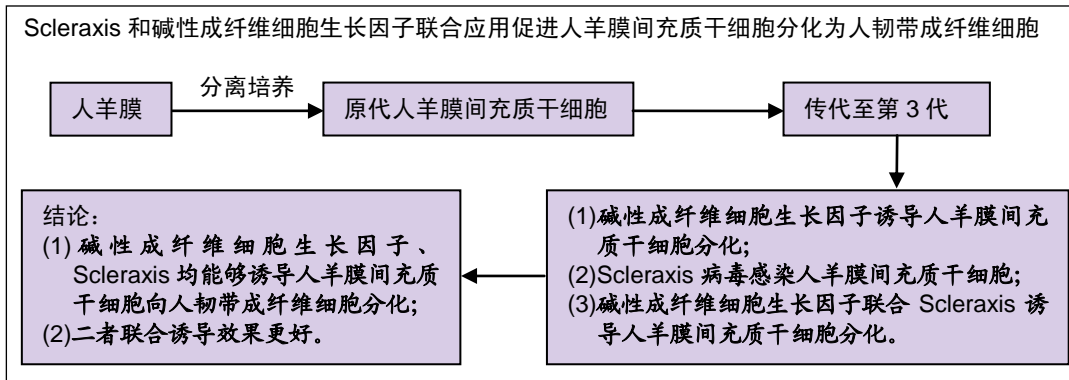 Scleraxis 和碱性成纤维细胞生长因子联合应用促进人羊膜间充质干细胞分化为人韧带成纤维细胞
人羊膜
分离培养
原代人羊膜间充质干细胞
传代至第 3 代
(1)碱性成纤维细胞生长因子诱导人羊膜间充
质干细胞分化;
(2)Scleraxis 病毒感染人羊膜间充质干细胞;
(3)碱性成纤维细胞生长因子联合 Scleraxis 诱
导人羊膜间充质干细胞分化。
结论：
(1) 碱性成纤维细胞生长因子、
Scleraxis 均能够诱导人羊膜间充质
干细胞向人韧带成纤维细胞分化;
(2)二者联合诱导效果更好。